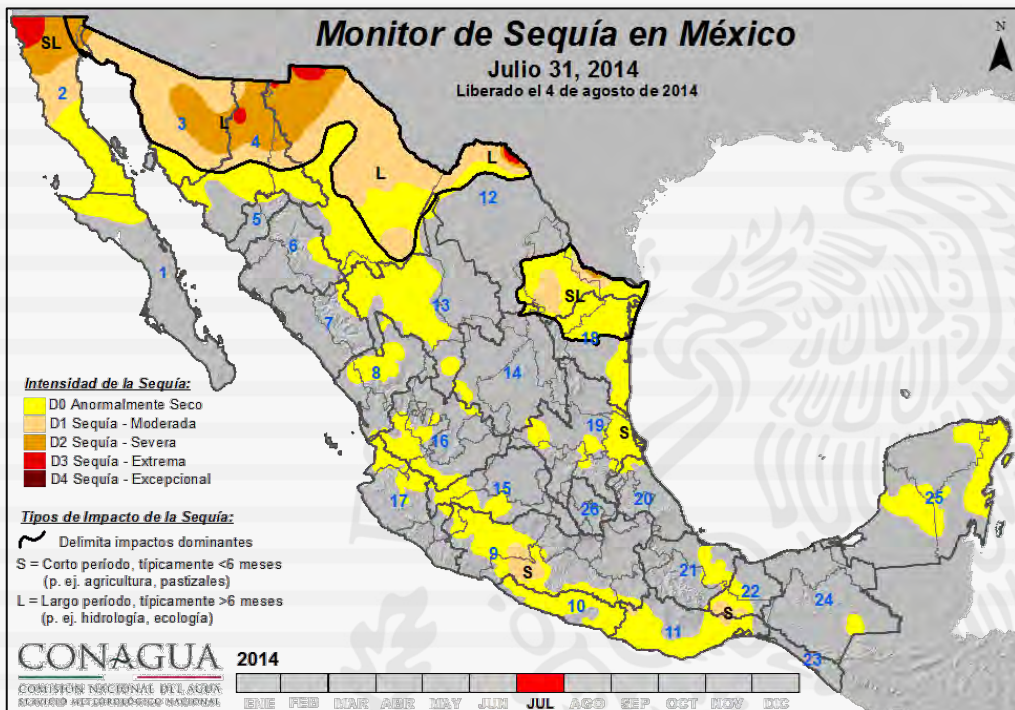 Monitor de Sequía en México
Julio 31, 2014
Liberado el 4 de agosto de 2014
N
SL
2
3
L
4
L
L
12
5
6
1
13
7
SL
18
8
14
19
S
16
17
15
20
26
25
9
S
10
11
21
22
S
24
23
Intensidad de la Sequía:
D0 Anormalmente Seco
D1 Sequía - Moderada
D2 Sequía - Severa
D3 Sequía - Extrema
D4 Sequía - Excepcional
Tipos de Impacto de la Sequía:
Delimita impactos dominantes
S = Corto período, típicamente <6 meses
(p. ej. agricultura, pastizales)
L = Largo período, típicamente >6 meses
(p. ej. hidrología, ecología)
CONAGUA
COMISIÓN NACIONAL DEL AGUA
SERVICIO METEOROLÓGICO NACIONAL
2014
ENE FEB MAR ABR MAY JUN JUL AGO SEP OCT NOV DIC